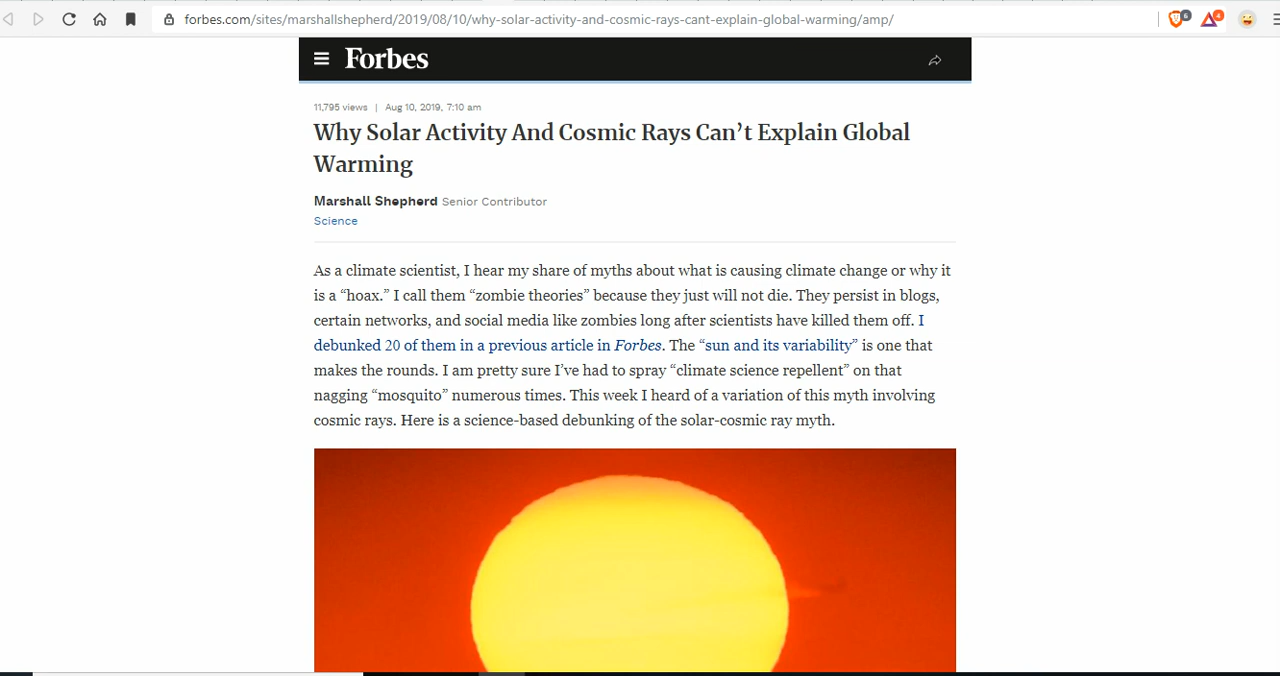 forbes.com/sites/marshallshepherd/2019/08/10/why-solar-activity-and-cosmic-rays-cant-explain-global-warming/amp/
6
4
Forbes
11,795 views | Aug 10, 2019, 7:10 am
Why Solar Activity And Cosmic Rays Can’t Explain Global
Warming
Marshall Shepherd Senior Contributor
Science
As a climate scientist, I hear my share of myths about what is causing climate change or why it
is a “hoax.” I call them “zombie theories” because they just will not die. They persist in blogs,
certain networks, and social media like zombies long after scientists have killed them off. I
debunked 20 of them in a previous article in Forbes. The “sun and its variability” is one that
makes the rounds. I am pretty sure I’ve had to spray “climate science repellent” on that
nagging “mosquito” numerous times. This week I heard of a variation of this myth involving
cosmic rays. Here is a science-based debunking of the solar-cosmic ray myth.